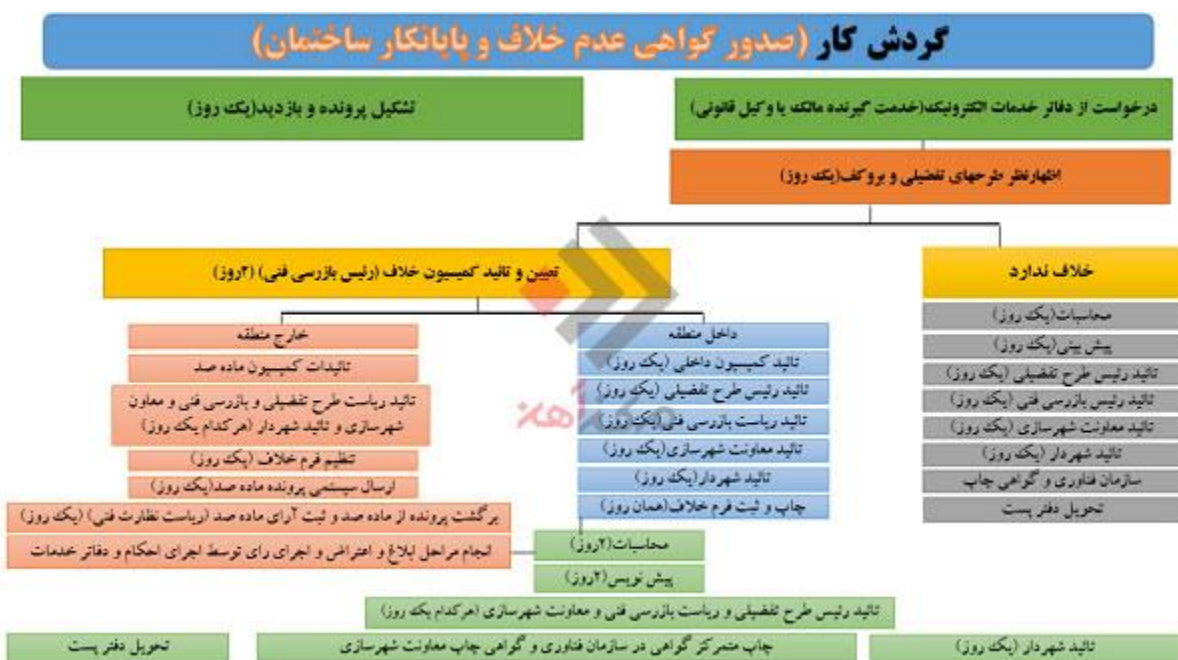 گردش کار (صدور گواهی عدم خلاف و پایانکار ساختمان)
درخواست از دفاتر خدمات الکترونیک(خدمت گیرنده مالک یا وکیل قانونی)
تشکیل پرونده و بازدید(یک روز)
اظهارنظر طرحهای تفضیلی و بروکف(یک روز)
خلاف ندارد
محاسبات(یک روز)
پیش بینی(یک روز)
تائید رئیس طرح تفضیلی (یک روز)
تائید رئیس بازرسی فنی (یک روز)
تائید معاونت شهرسازی (یک روز)
تائید شهردار (یک روز)
سازمان فناوری و گواهی چاپ
تحویل دفتر پست
تعیین و تائید کمیسیون خلاف (رئیس بازرسی فنی) (۲روز)
داخل منطقه
تائید کمیسیون داخلی (یک روز)
تائید رئیس طرح تفضیلی (یک روز)
تائید ریاست بازرسی فنی(یک روز)
تائید معاونت شهرسازی(یک روز)
تائید شهردار(یک روز)
چاپ و ثبت فرم خلاف(همان روز)
خارج منطقه
تائیدات کمیسیون ماده صد
تائید ریاست طرح تفضیلی و بازرسی فنی و معاون
شهرسازی و تائید شهردار (هرکدام یک روز)
تنظیم فرم خلاف (یک روز)
ارسال سیستمی پرونده ماده صد(یک روز)
برگشت پرونده از ماده صد و ثبت آرای ماده صد (ریاست نظارت فنی) (یک روز)
انجام مراحل ابلاغ و اعتراض و اجرای رای توسط اجرای احکام و دفاتر خدمات
محاسبات(۲روز)
پیش نویس(۲روز)
تائید رئیس طرح تفضیلی و ریاست بازرسی فنی و معاونت شهرسازی (هرکدام یک روز)
تائید شهردار (یک روز)
چاپ متمرکز گواهی در سازمان فناوری و گواهی چاپ معاونت شهرسازی
تحویل دفتر پست
مرکزآهن